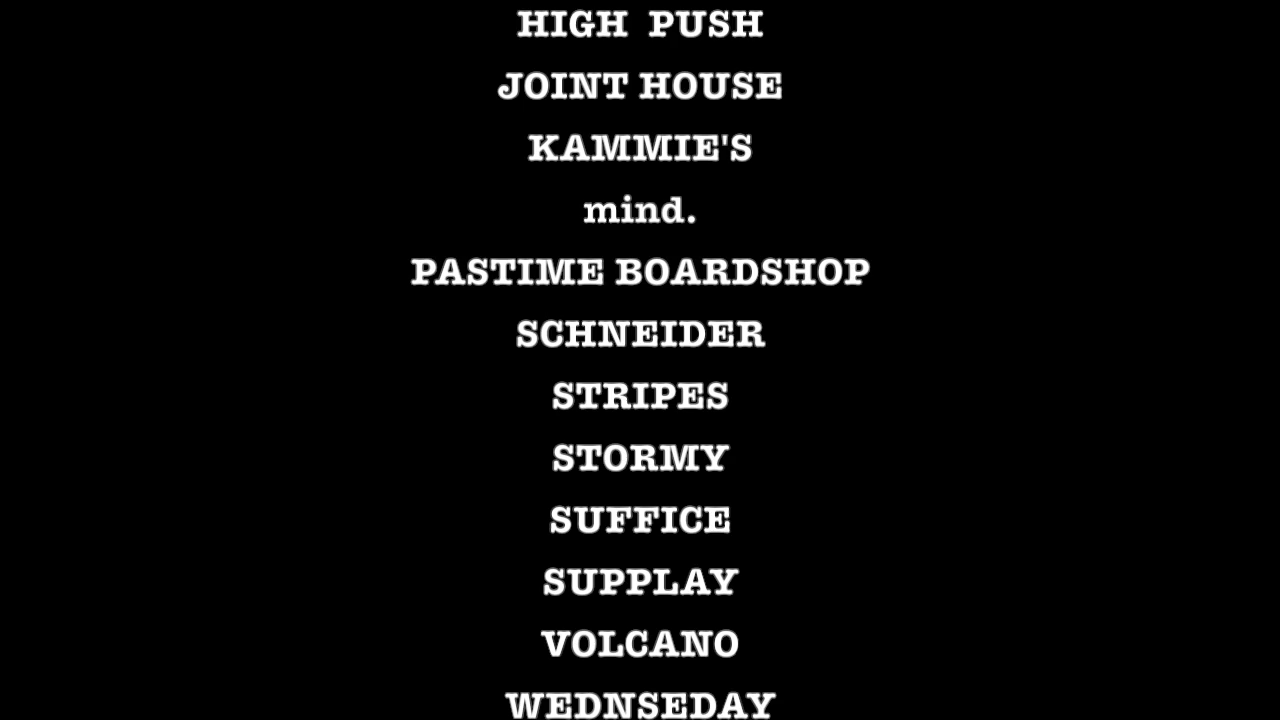 HIGH  PUSH
JOINT HOUSE
KAMMIE'S
mind.
PASTIME BOARDSHOP
SCHNEIDER
STRIPES
STORMY
SUFFICE
SUPPLAY
VOLCANO
WEDNSEDAY